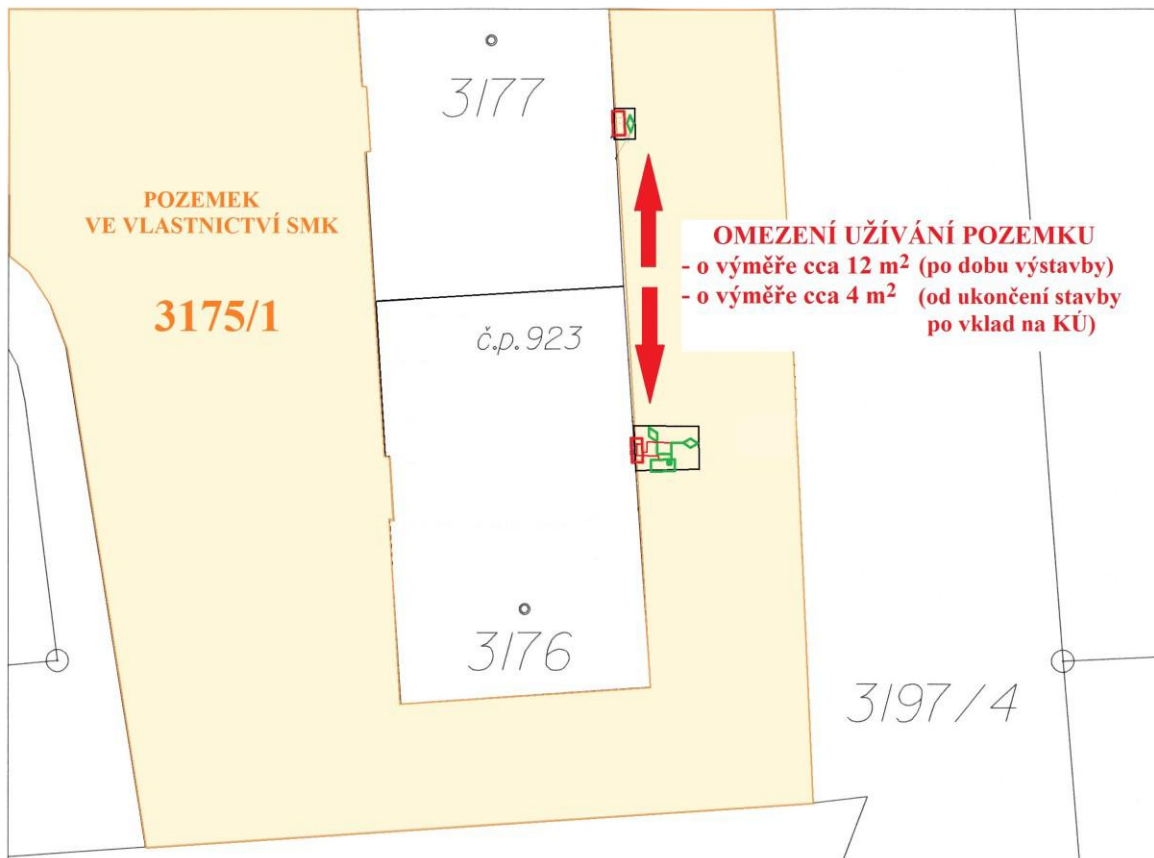 3177
POZEMEK
VE VLASTNICTVÍ SMK
3175/1
OMEZENÍ UŽÍVÁNÍ POZEMKU
- o výměře cca 12 m² (po dobu výstavby)
- o výměře cca 4 m² (od ukončení stavby
po vklad na KÚ)
č.p. 923
3176
3197/4